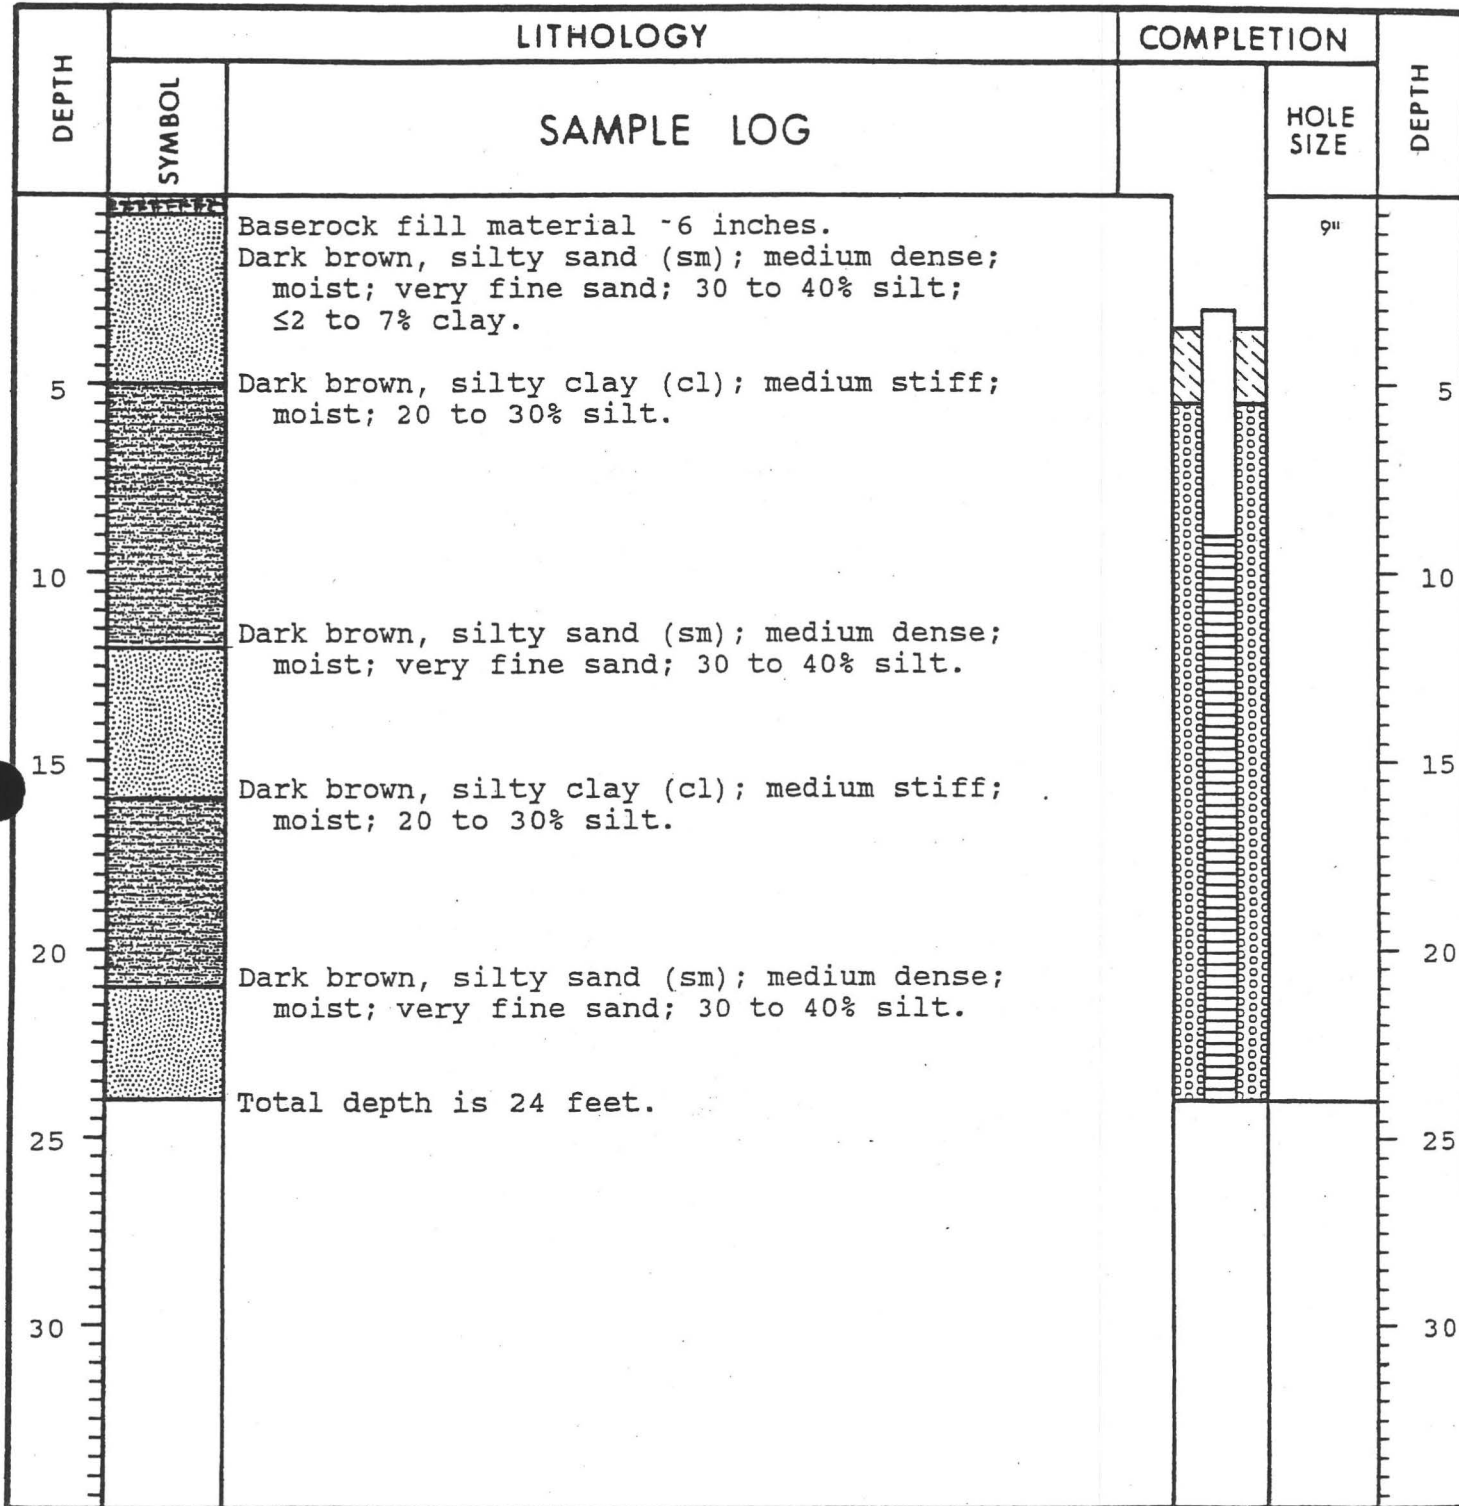 LITHOLOGY
COMPLETION
DEPTH
SYMBOL
SAMPLE LOG
HOLE
SIZE
DEPTH
9"
Baserock fill material ~6 inches.
Dark brown, silty sand (sm); medium dense;
moist; very fine sand; 30 to 40% silt;
≤2 to 7% clay.
5
Dark brown, silty clay (cl); medium stiff;
moist; 20 to 30% silt.
5
10
10
Dark brown, silty sand (sm); medium dense;
moist; very fine sand; 30 to 40% silt.
15
15
Dark brown, silty clay (cl); medium stiff;
moist; 20 to 30% silt.
20
20
Dark brown, silty sand (sm); medium dense;
moist; very fine sand; 30 to 40% silt.
Total depth is 24 feet.
25
25
30
30